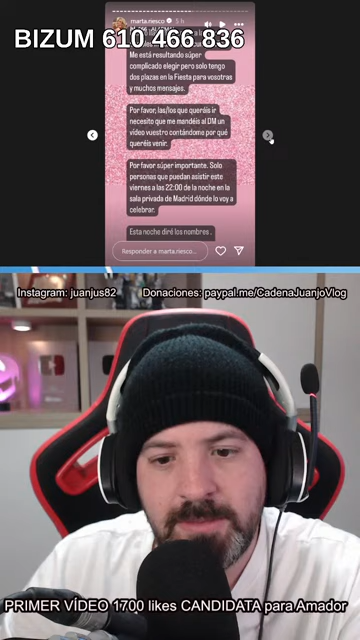 marta.riesco 5 h
BIZUM 610 466 836
Me está resultando súper
complicado elegir pero solo tengo
dos plazas en la Fiesta para vosotras
y muchos mensajes.
Por favor, las/los que queráis ir
necesito que me mandéis al DM un
vídeo vuestro contándome por qué
queréis venir.
Por favor súper importante. Solo
personas que puedan asistir este
viernes a las 22:00 de la noche en la
sala privada de Madrid dónde lo voy a
celebrar.
Esta noche diré los nombres .
Responder a marta.riesco...
Instagram: juanjus82 Donaciones: paypal.me/CadenaJuanjoVlog
PRIMER VÍDEO 1700 likes CANDIDATA para Amador